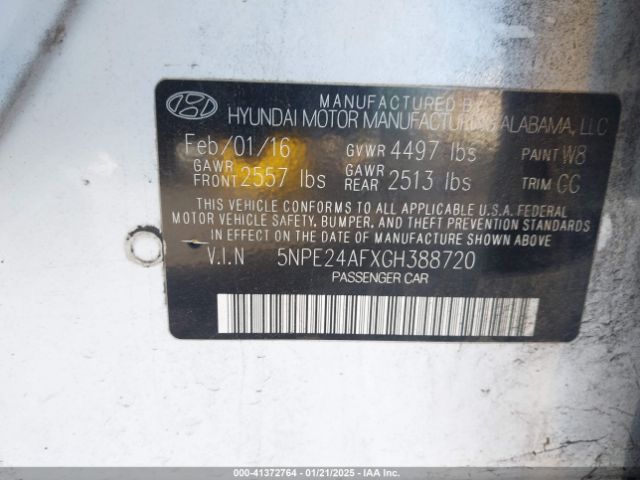 MANUFACTURED BY
HYUNDAI MOTOR MANUFACTURING ALABAMA, LLC
Feb/01/16 GVWR 4497 lbs PAINT W8
GAWR FRONT 2557 lbs GAWR REAR 2513 lbs TRIM GG
THIS VEHICLE CONFORMS TO ALL APPLICABLE U.S.A. FEDERAL
MOTOR VEHICLE SAFETY, BUMPER, AND THEFT PREVENTION
STANDARDS IN EFFECT ON THE DATE OF MANUFACTURE SHOWN ABOVE.
V.I.N 5NPE24AFXGH388720
PASSENGER CAR
000-41372764 - 01/21/2025 - IAA Inc.